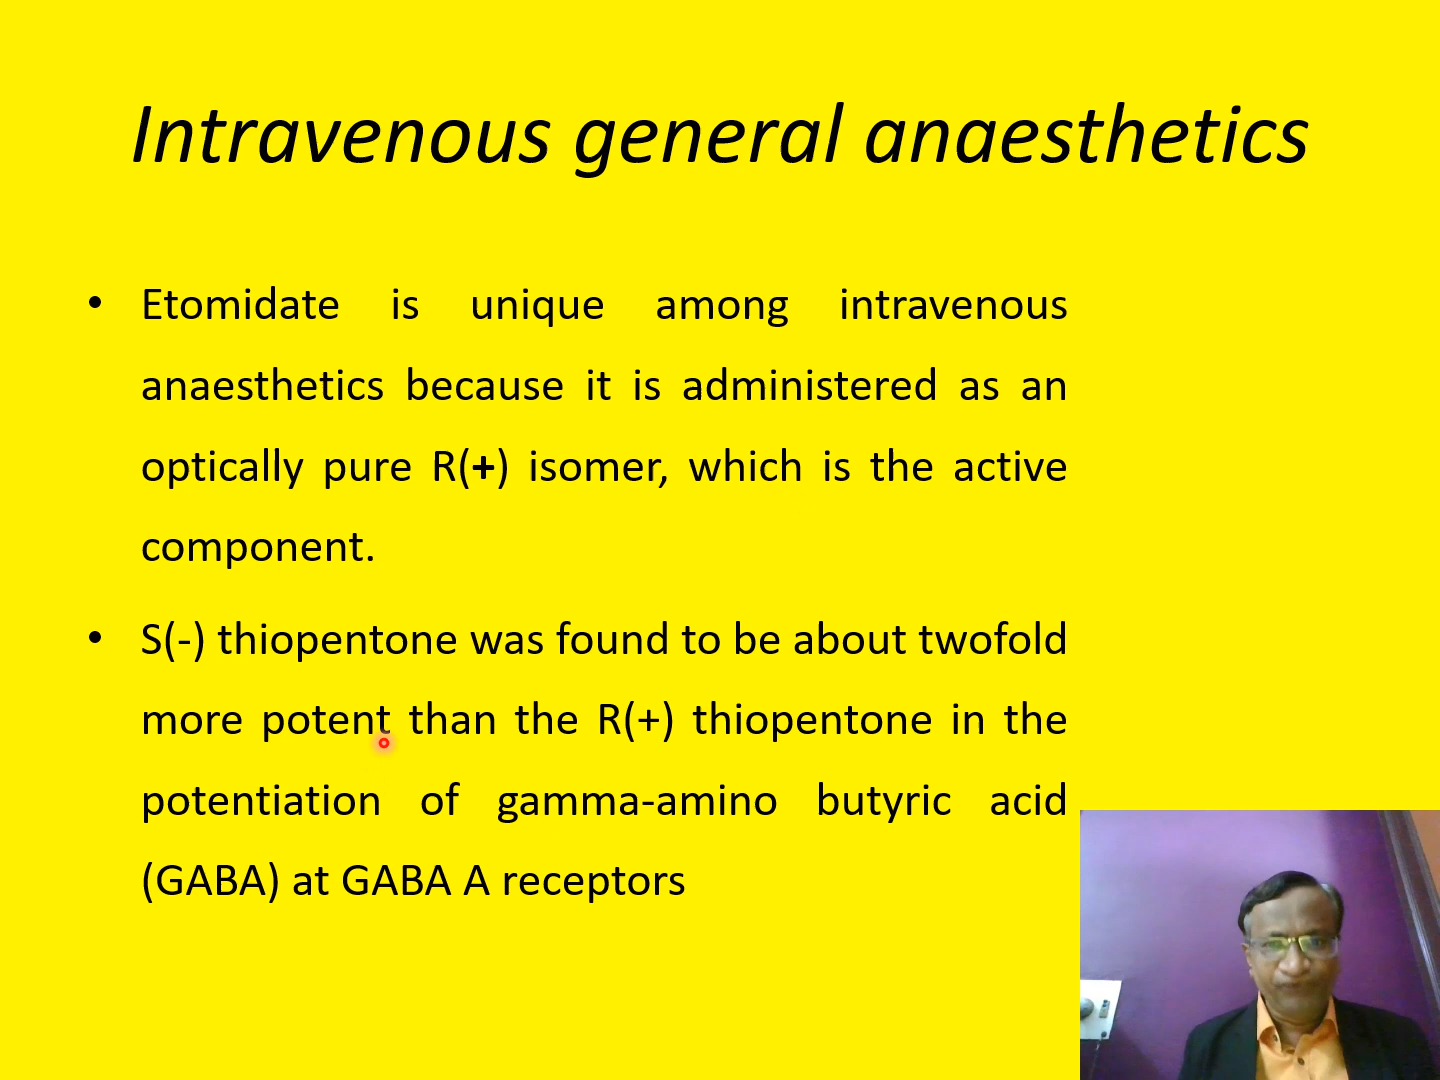 Intravenous general anaesthetics
• Etomidate is unique among intravenous
anaesthetics because it is administered as an
optically pure R(+) isomer, which is the active
component.
• S(-) thiopentone was found to be about twofold
more potent than the R(+) thiopentone in the
potentiation of gamma-amino butyric acid
(GABA) at GABA A receptors